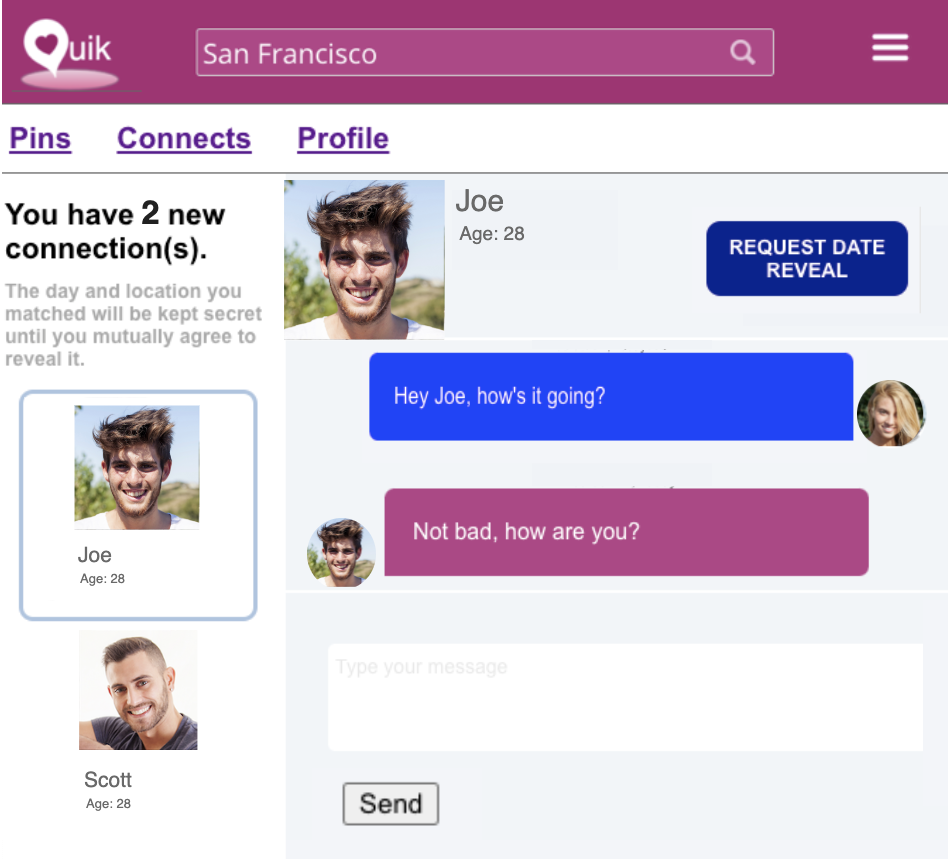 Quik
San Francisco
Pins Connects Profile
You have 2 new
connection(s).
The day and location you
matched will be kept secret
until you mutually agree to
reveal it.
Joe
Age: 28
Scott
Age: 28
Joe
Age: 28
REQUEST DATE
REVEAL
Hey Joe, how's it going?
Not bad, how are you?
Type your message
Send